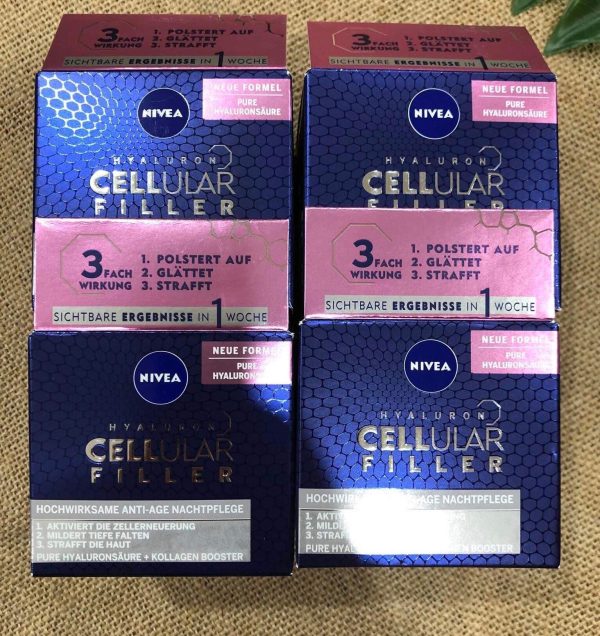 3 FACH WIRKUNG
1. POLSTERT AUF
2. GLÄTTET
3. STRAFFT
SICHTBARE ERGEBNISSE IN 1 WOCHE
3 FACH WIRKUNG
1. POLSTERT AUF
2. GLÄTTET
3. STRAFFT
SICHTBARE ERGEBNISSE IN 1 WOCHE
NIVEA
NEUE FORMEL
PURE
HYALURONSÄURE
HYALURON
CELLULAR
FILLER
NIVEA
NEUE FORMEL
PURE
HYALURONSÄURE
HYALURON
CELLULAR
FILLER
3 FACH WIRKUNG
1. POLSTERT AUF
2. GLÄTTET
3. STRAFFT
SICHTBARE ERGEBNISSE IN 1 WOCHE
3 FACH WIRKUNG
1. POLSTERT AUF
2. GLÄTTET
3. STRAFFT
SICHTBARE ERGEBNISSE IN 1 WOCHE
NIVEA
NEUE FORMEL
PURE
HYALURONSÄURE
HYALURON
CELLULAR
FILLER
HOCHWIRKSAME ANTI-AGE NACHTPFLEGE
1. AKTIVIERT DIE ZELLERNEUERUNG
2. MILDERT TIEFE FALTEN
3. STRAFFT DIE HAUT
PURE HYALURONSÄURE + KOLLAGEN BOOSTER
NIVEA
NEUE FORMEL
PURE
HYALURONSÄURE
HYALURON
CELLULAR
FILLER
HOCHWIRKSAME ANTI-AGE NACHTPFLEGE
1.
2.
3.
PURE BOOSTER